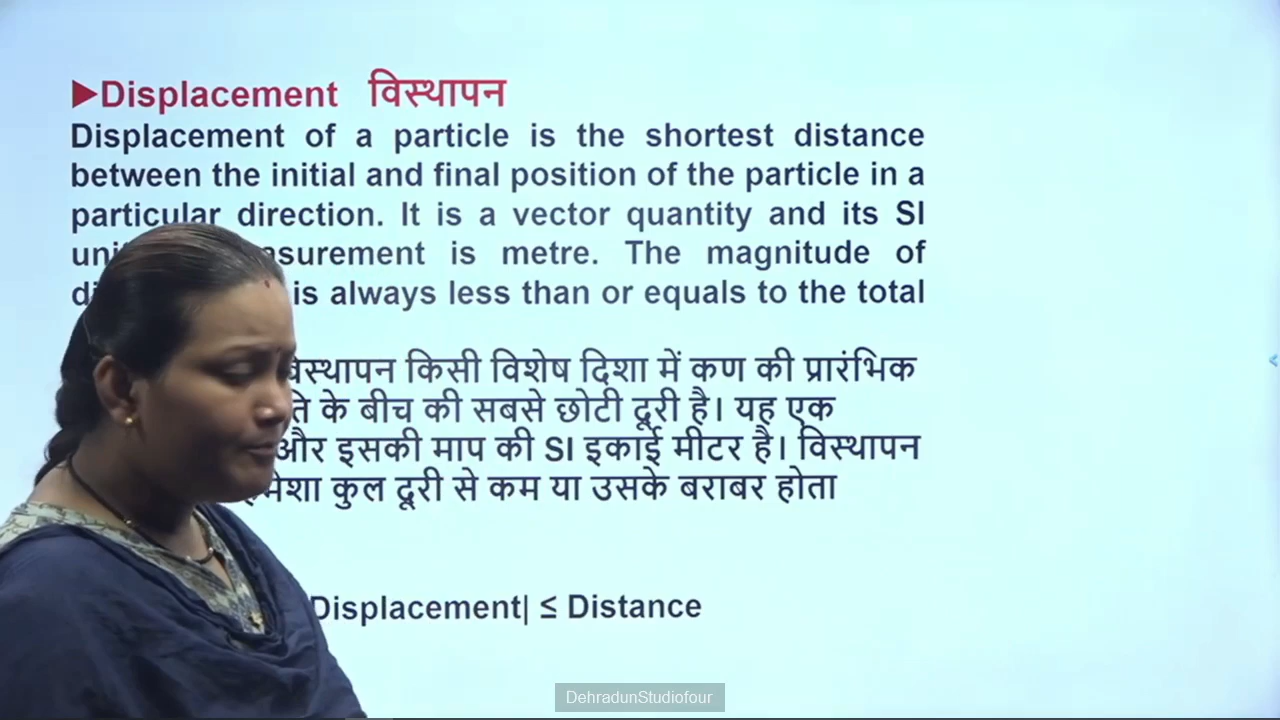 ▶Displacement विस्थापन
Displacement of a particle is the shortest distance
between the initial and final position of the particle in a
particular direction. It is a vector quantity and its SI
is metre. The magnitude of
is always less than or equals to the total
किसी विशेष दिशा में कण की प्रारंभिक
के बीच की सबसे छोटी दूरी है। यह एक
और इसकी माप की SI इकाई मीटर है। विस्थापन
कुल दूरी से कम या उसके बराबर होता
Displacement| ≤ Distance
DehradunStudiofour